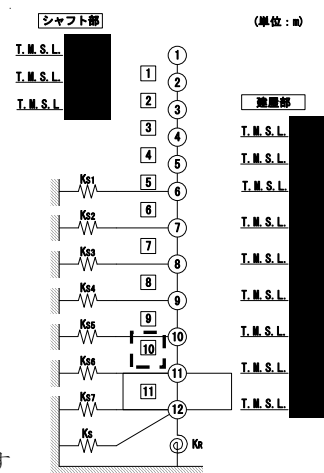 シャフト部
(単位:m)
T.M.S.L.
T.M.S.L.
T.M.S.L
建屋部
T.M.S.L.
T.M.S.L.
T.M.S.L.
T.M.S.L.
T.M.S.L.
T.M.S.L.
T.M.S.L.
T.M.S.L.
1
2
3
4
5
6
7
8
9
10
11
12
1
2
3
4
5
6
7
8
9
10
11
KS1
KS2
KS3
KS4
KS5
KS6
KS7
KS
KR
す